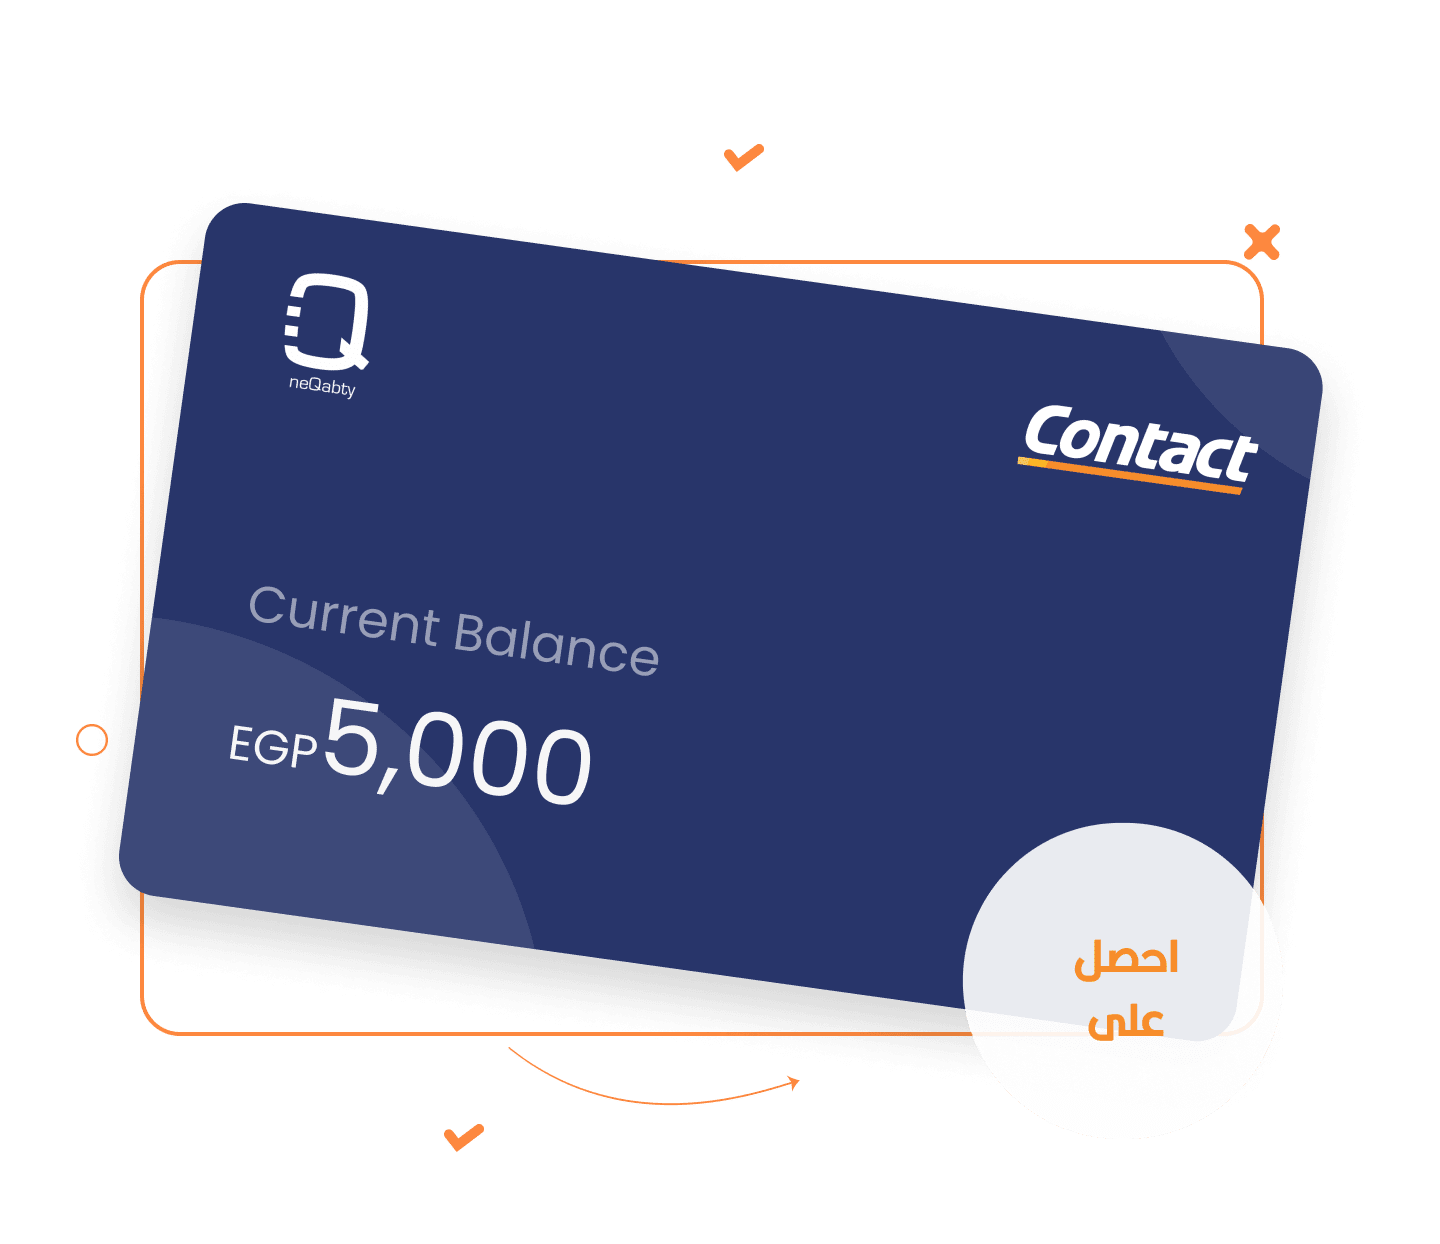 neQabty
Contact
Current Balance
EGP5,000
احصل
على